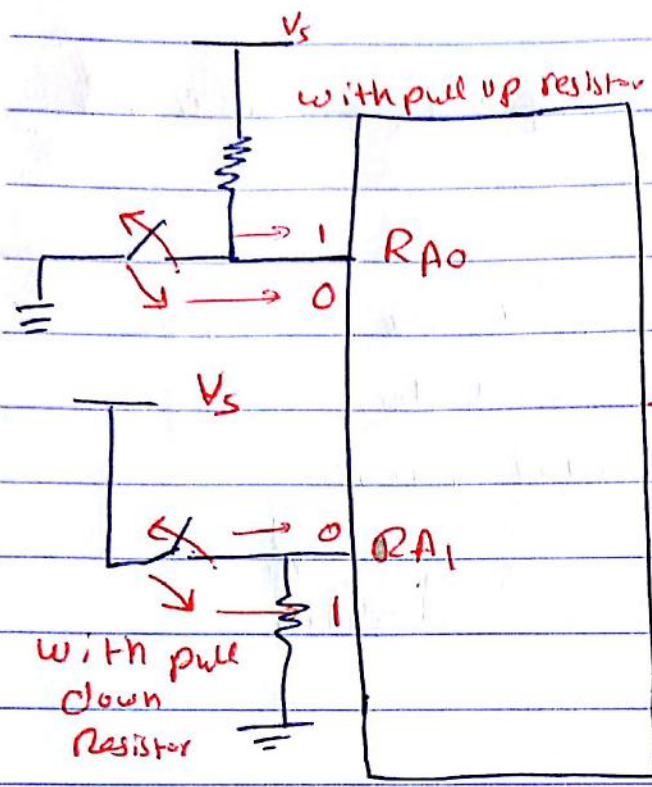 Vs
with pull up resistor
1
RA0
0
Vs
0
RA1
1
with pull
down
Resistor